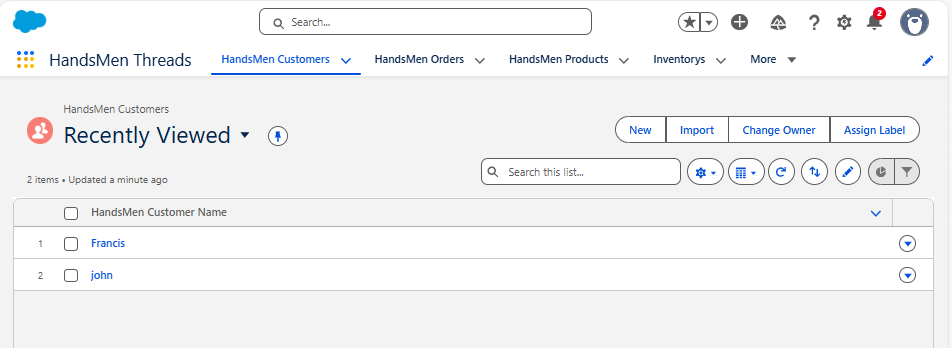 Search...
2
HandsMen Threads HandsMen Customers HandsMen Orders HandsMen Products Inventorys More
HandsMen Customers
Recently Viewed
New Import Change Owner Assign Label
2 items • Updated a minute ago
Search this list...
HandsMen Customer Name
1 Francis
2 john